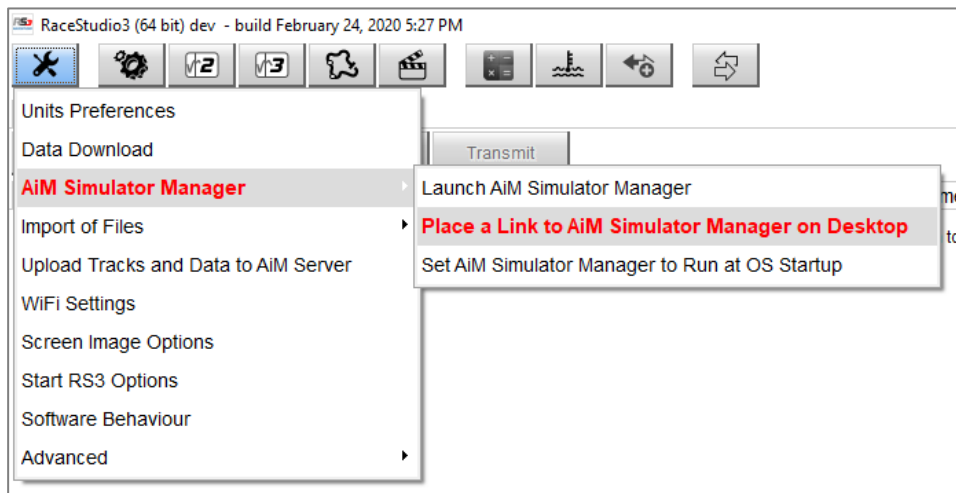 RS3 RaceStudio3 (64 bit) dev - build February 24, 2020 5:27 PM
2 3
Units Preferences
Data Download
Transmit
AiM Simulator Manager
Launch AiM Simulator Manager
Import of Files
Place a Link to AiM Simulator Manager on Desktop
Upload Tracks and Data to AiM Server
Set AiM Simulator Manager to Run at OS Startup
WiFi Settings
Screen Image Options
Start RS3 Options
Software Behaviour
Advanced